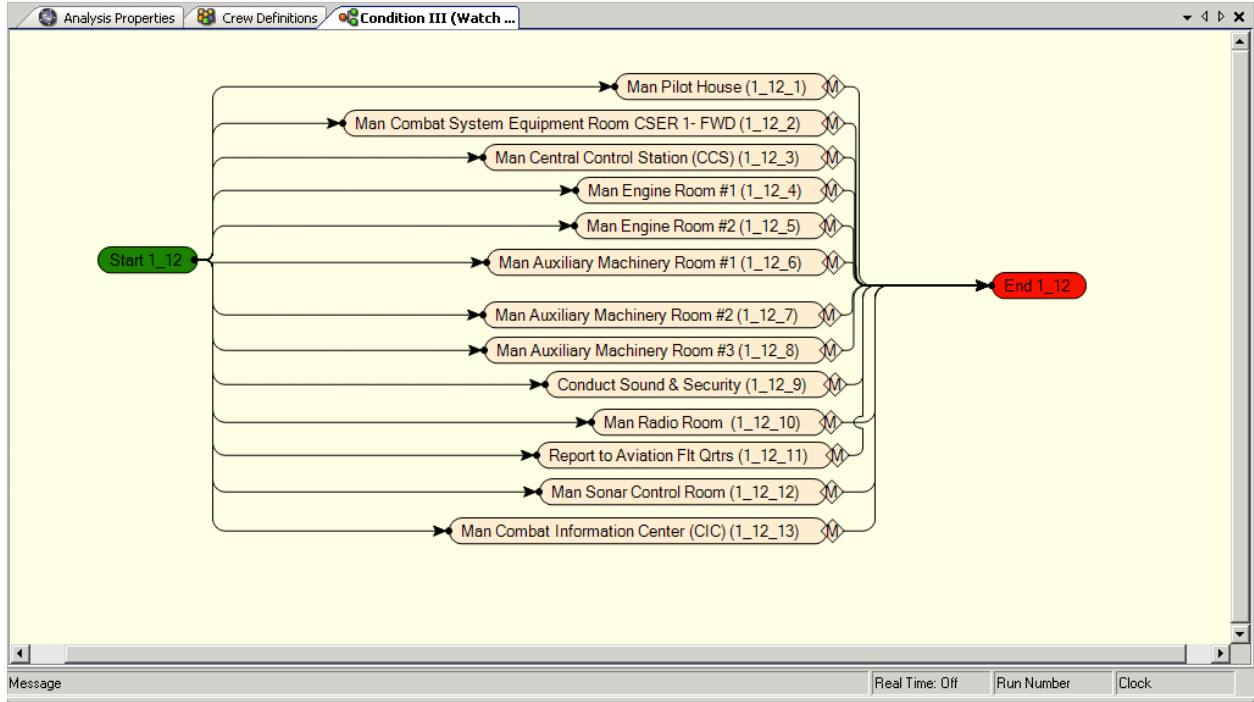 Analysis Properties Crew Definitions Condition III (Watch ...
Man Pilot House (1_12_1) M
Man Combat System Equipment Room CSER 1- FWD (1_12_2) M
Man Central Control Station (CCS) (1_12_3) M
Man Engine Room #1 (1_12_4) M
Man Engine Room #2 (1_12_5) M
Start 1_12
Man Auxiliary Machinery Room #1 (1_12_6) M
End 1_12
Man Auxiliary Machinery Room #2 (1_12_7) M
Man Auxiliary Machinery Room #3 (1_12_8) M
Conduct Sound & Security (1_12_9) M
Man Radio Room (1_12_10) M
Report to Aviation Flt Qrtrs (1_12_11) M
Man Sonar Control Room (1_12_12) M
Man Combat Information Center (CIC) (1_12_13) M
Message Real Time: Off Run Number Clock